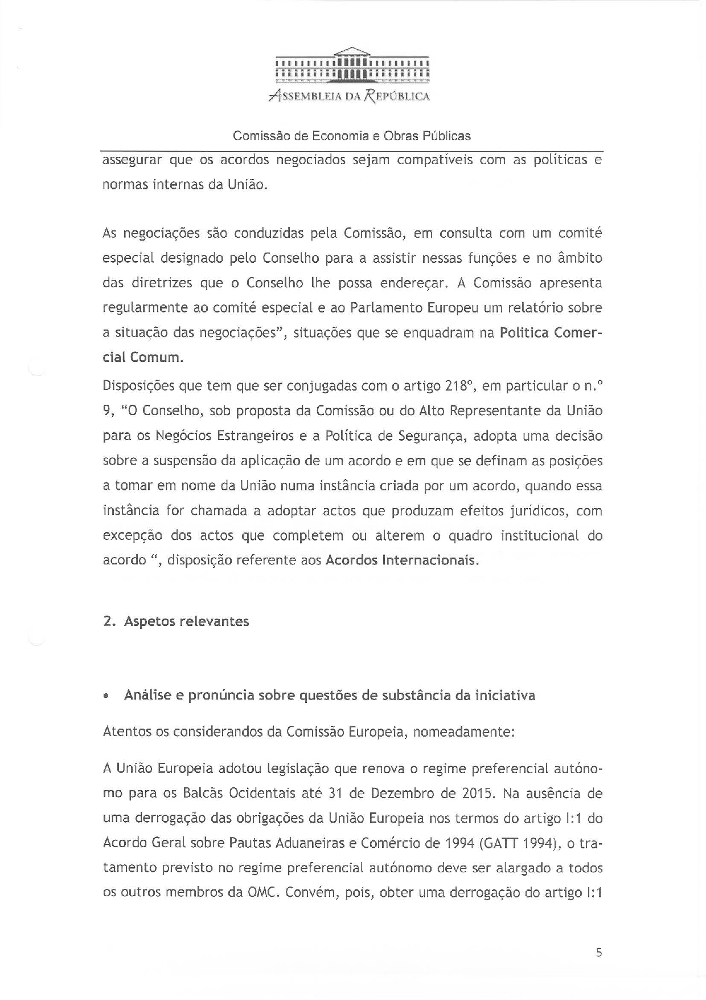 ASSEMBLEIA DA REPÚBLICA
Comissão de Economia e Obras Públicas
assegurar que os acordos negociados sejam compatíveis com as políticas e
normas internas da União.
As negociações são conduzidas pela Comissão, em consulta com um comité
especial designado pelo Conselho para a assistir nessas funções e no âmbito
das diretrizes que o Conselho lhe possa endereçar. A Comissão apresenta
regularmente ao comité especial e ao Parlamento Europeu um relatório sobre
a situação das negociações”, situações que se enquadram na Politica Comer-
cial Comum.
Disposições que tem que ser conjugadas com o artigo 218º, em particular o n.º
9, “O Conselho, sob proposta da Comissão ou do Alto Representante da União
para os Negócios Estrangeiros e a Política de Segurança, adopta uma decisão
sobre a suspensão da aplicação de um acordo e em que se definam as posições
a tomar em nome da União numa instância criada por um acordo, quando essa
instância for chamada a adoptar actos que produzam efeitos jurídicos, com
excepção dos actos que completem ou alterem o quadro institucional do
acordo “, disposição referente aos Acordos Internacionais.
2. Aspetos relevantes
• Análise e pronúncia sobre questões de substância da iniciativa
Atentos os considerandos da Comissão Europeia, nomeadamente:
A União Europeia adotou legislação que renova o regime preferencial autóno-
mo para os Balcãs Ocidentais até 31 de Dezembro de 2015. Na ausência de
uma derrogação das obrigações da União Europeia nos termos do artigo I:1 do
Acordo Geral sobre Pautas Aduaneiras e Comércio de 1994 (GATT 1994), o tra-
tamento previsto no regime preferencial autónomo deve ser alargado a todos
os outros membros da OMC. Convém, pois, obter uma derrogação do artigo I:1
5